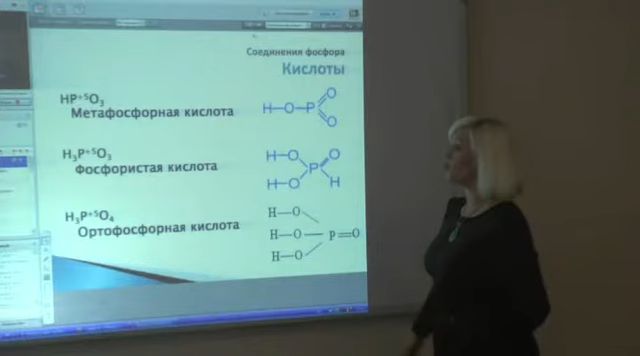 Соединения фосфора
Кислоты
HP⁺⁵O₃
Метафосфорная кислота
H—O—P
O
O
H₃P⁺⁵O₃
Фосфористая кислота
H—O O
P
H—O H
H₃P⁺⁵O₄
Ортофосфорная кислота
H—O
H—O— P=O
H—O